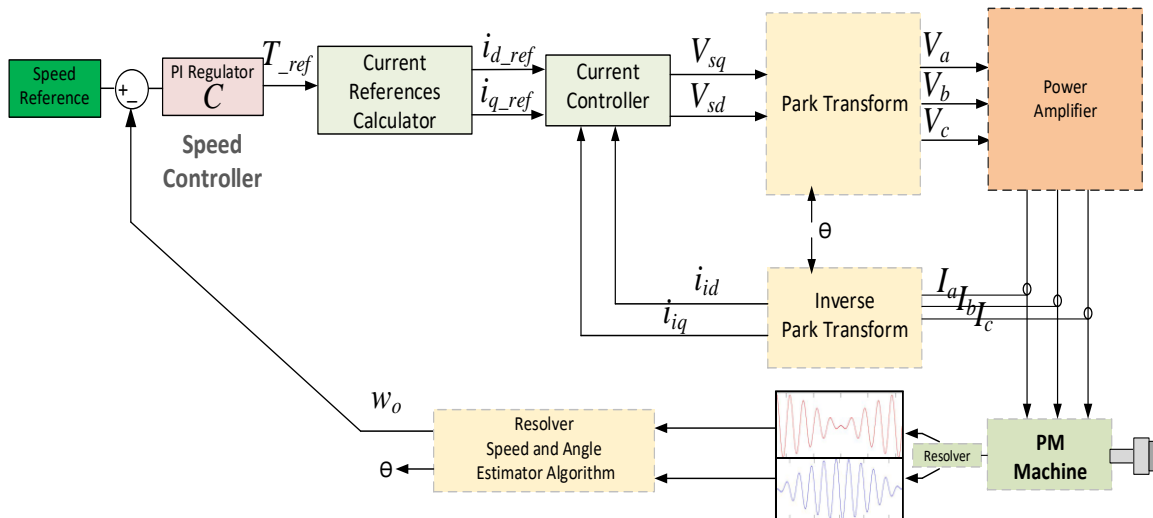 Speed
Reference
+
−
PI Regulator
C
Speed
Controller
T_ref
Current
References
Calculator
i_d_ref
i_q_ref
Current
Controller
V_sq
V_sd
Park Transform
V_a
V_b
V_c
Power
Amplifier
θ
i_id
i_iq
Inverse
Park Transform
I_a
I_b
I_c
w_o
θ
Resolver
Speed and Angle
Estimator Algorithm
Resolver
PM
Machine